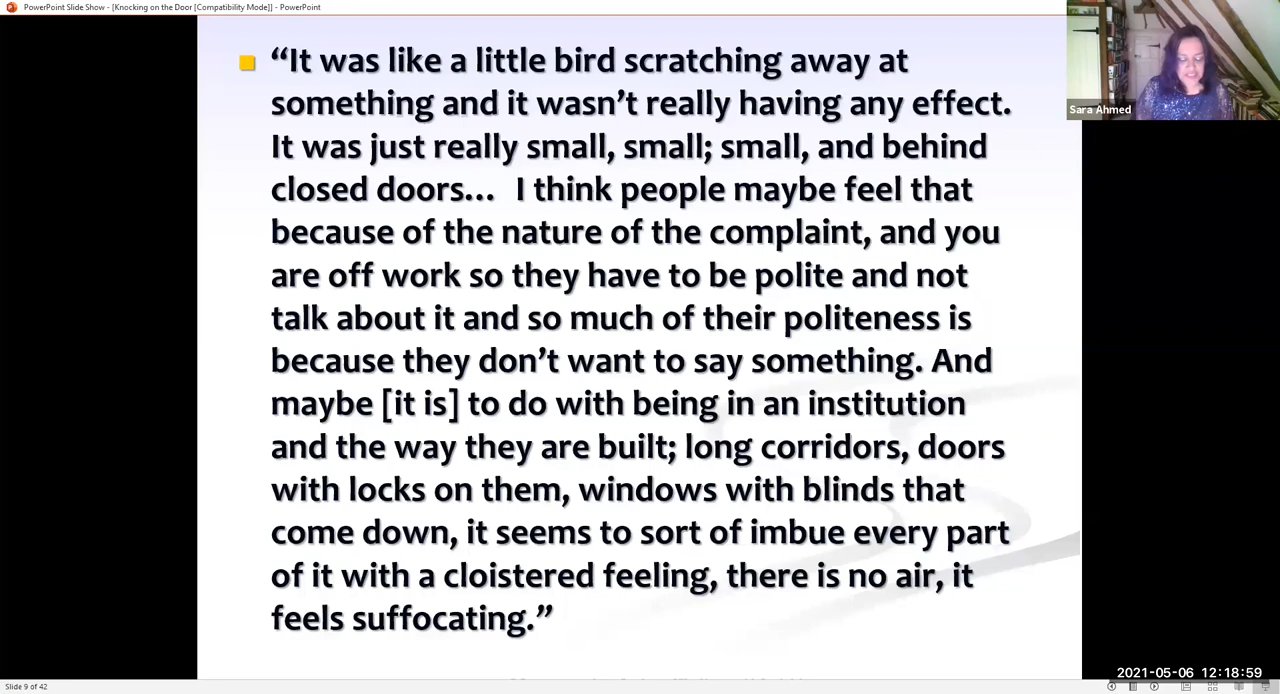 PowerPoint Slide Show - [Knocking on the Door [Compatibility Mode]] - PowerPoint
Sara Ahmed
“It was like a little bird scratching away at
something and it wasn’t really having any effect.
It was just really small, small; small, and behind
closed doors… I think people maybe feel that
because of the nature of the complaint, and you
are off work so they have to be polite and not
talk about it and so much of their politeness is
because they don’t want to say something. And
maybe [it is] to do with being in an institution
and the way they are built; long corridors, doors
with locks on them, windows with blinds that
come down, it seems to sort of imbue every part
of it with a cloistered feeling, there is no air, it
feels suffocating.”
2021-05-06 12:18:59
Slide 9 of 42